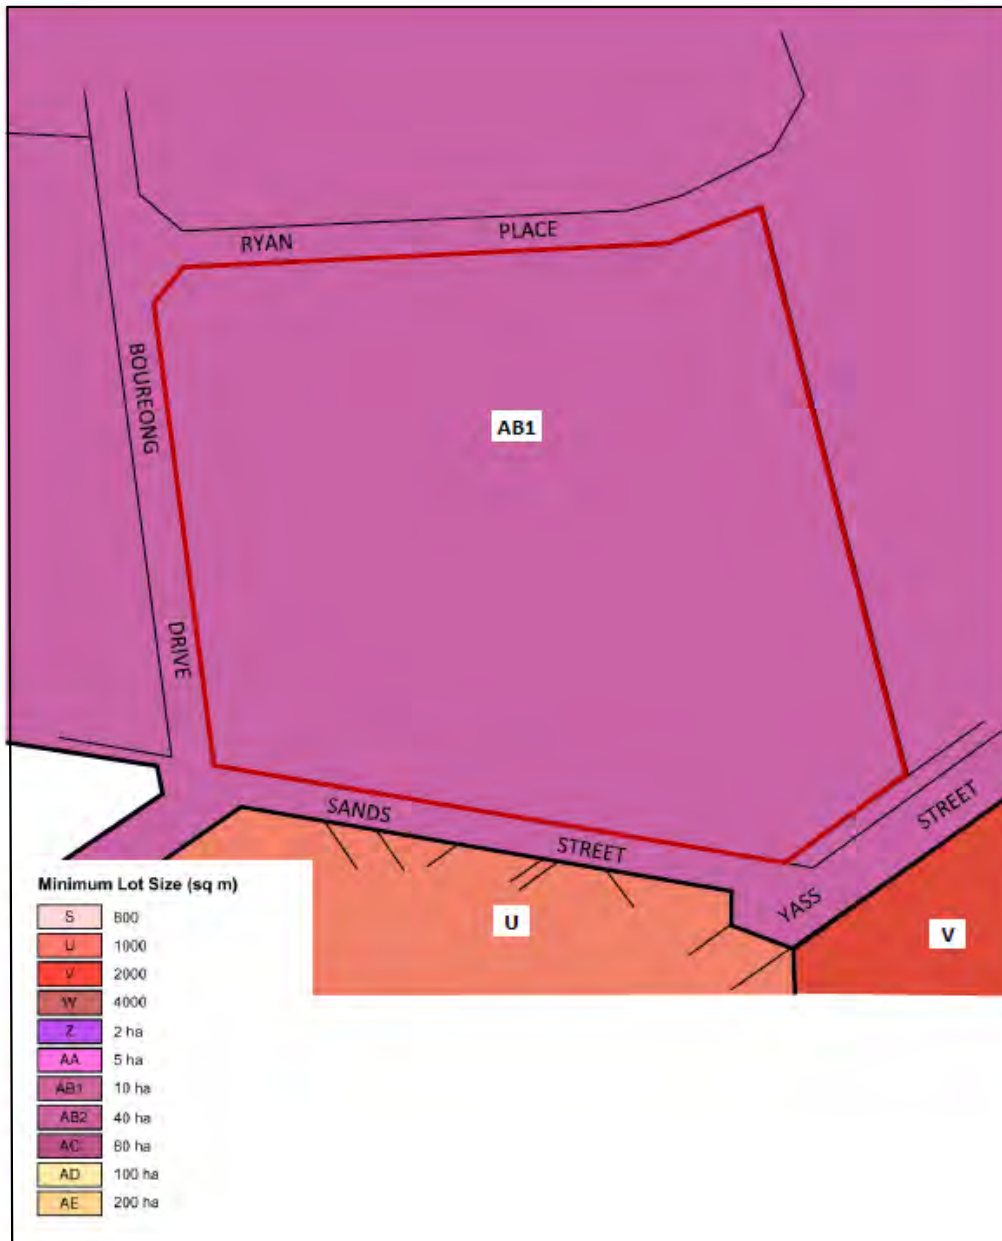 RYAN PLACE
BOUREONG
AB1
DRIVE
SANDS
STREET
STREET
YASS
U
V
Minimum Lot Size (sq m)
S 800
U 1000
V 2000
W 4000
Z 2 ha
AA 5 ha
AB1 10 ha
AB2 40 ha
AC 80 ha
AD 100 ha
AE 200 ha